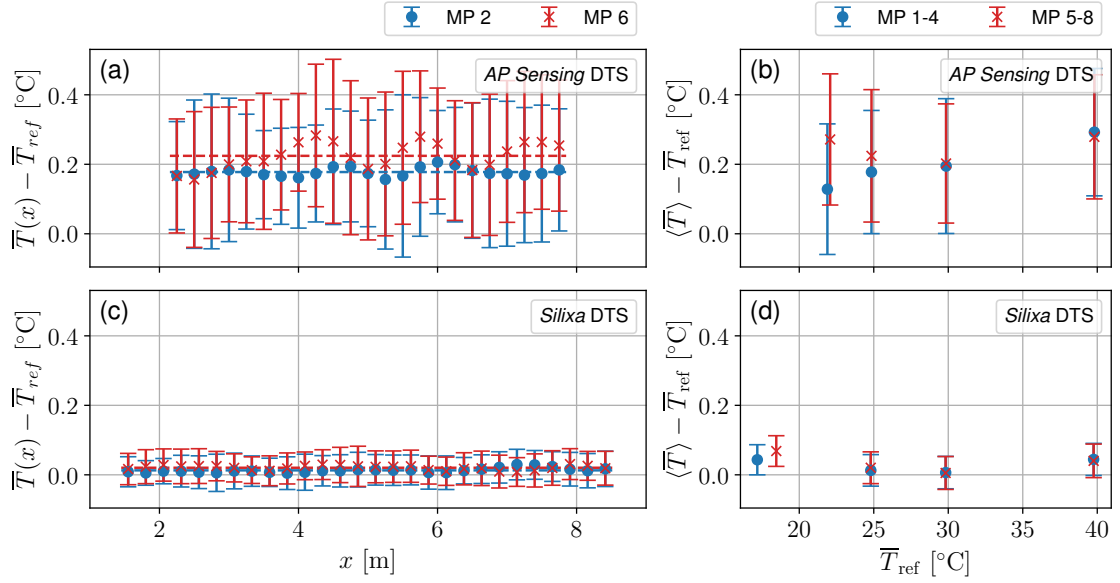 MP 2 MP 6
MP 1-4 MP 5-8
(a)
AP Sensing DTS
0.4
0.2
0.0
T̅(x) − T̅ref [°C]
(b)
AP Sensing DTS
0.4
0.2
0.0
⟨T̅⟩ − T̅ref [°C]
(c)
Silixa DTS
0.4
0.2
0.0
T̅(x) − T̅ref [°C]
2 4 6 8
x [m]
(d)
Silixa DTS
0.4
0.2
0.0
⟨T̅⟩ − T̅ref [°C]
20 25 30 35 40
T̅ref [°C]